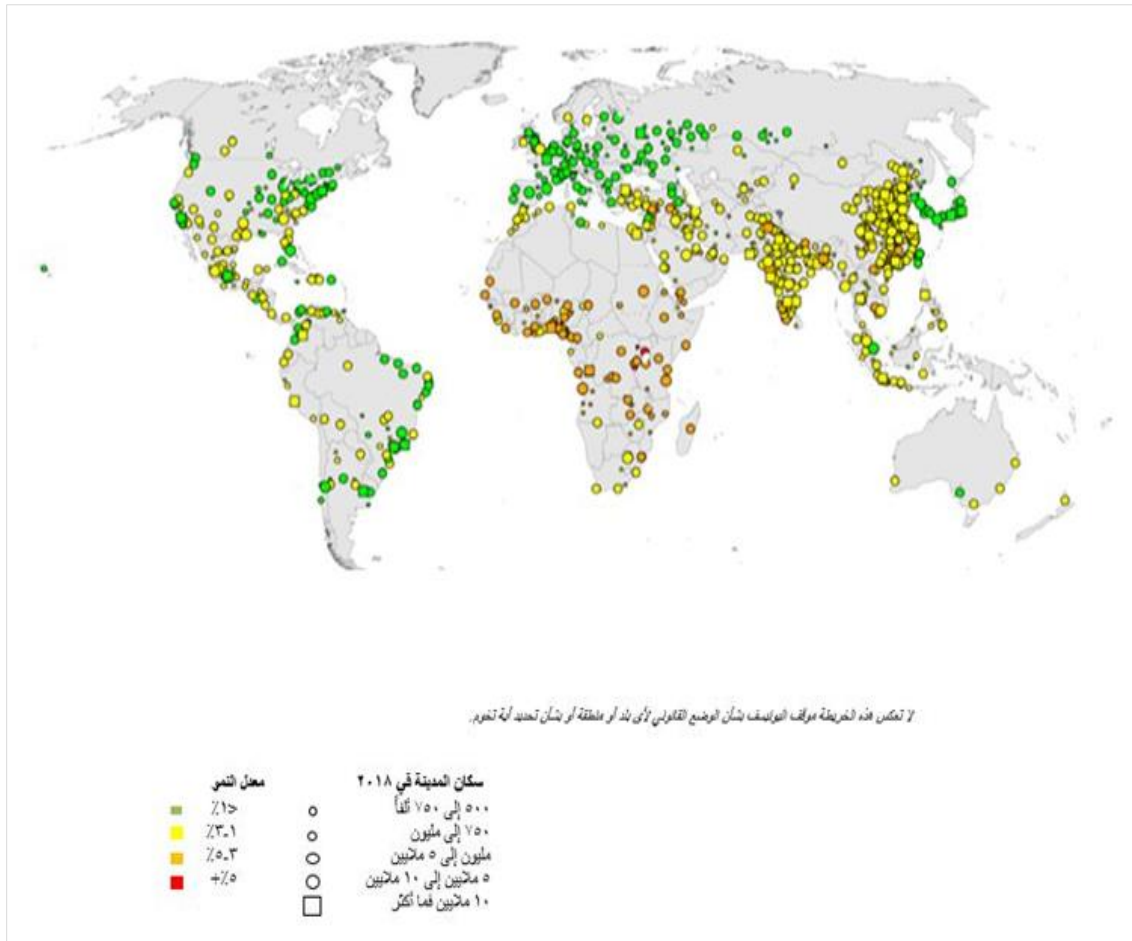 لا تعكس هذه الخريطة موقف اليونيسف بشأن الوضع القانوني لأي بلد أو منطقة أو بشأن تحديد أية تخوم.
سكان المدينة في ٢٠١٨
٥٠٠ إلى ٧٥٠ ألفاً
٧٥٠ إلى مليون
مليون إلى ٥ ملايين
٥ ملايين إلى ١٠ ملايين
١٠ ملايين فما أكثر
معدل النمو
<١٪
١-٣٪
٣-٥٪
٥٪+